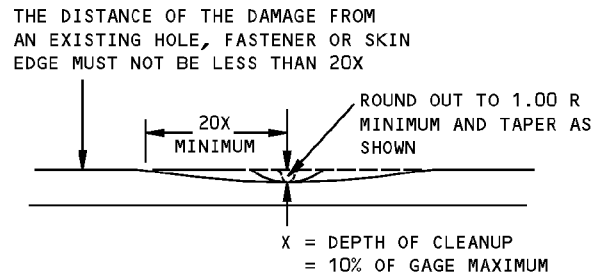 THE DISTANCE OF THE DAMAGE FROM
AN EXISTING HOLE, FASTENER OR SKIN
EDGE MUST NOT BE LESS THAN 20X
20X
MINIMUM
ROUND OUT TO 1.00 R
MINIMUM AND TAPER AS
SHOWN
X = DEPTH OF CLEANUP
= 10% OF GAGE MAXIMUM